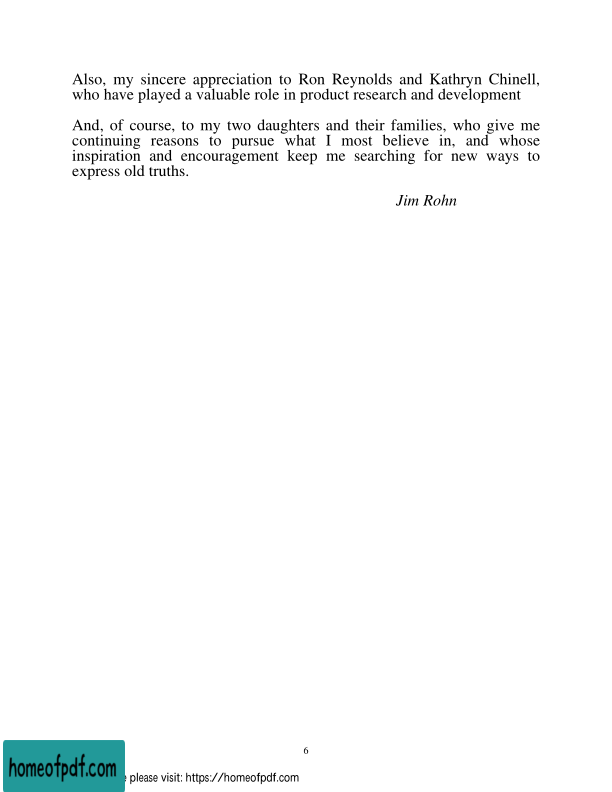 Also, my sincere appreciation to Ron Reynolds and Kathryn Chinell,
who have played a valuable role in product research and development
And, of course, to my two daughters and their families, who give me
continuing reasons to pursue what I most believe in, and whose
inspiration and encouragement keep me searching for new ways to
express old truths.
Jim Rohn
6
homeofpdf.com
please visit: https://homeofpdf.com